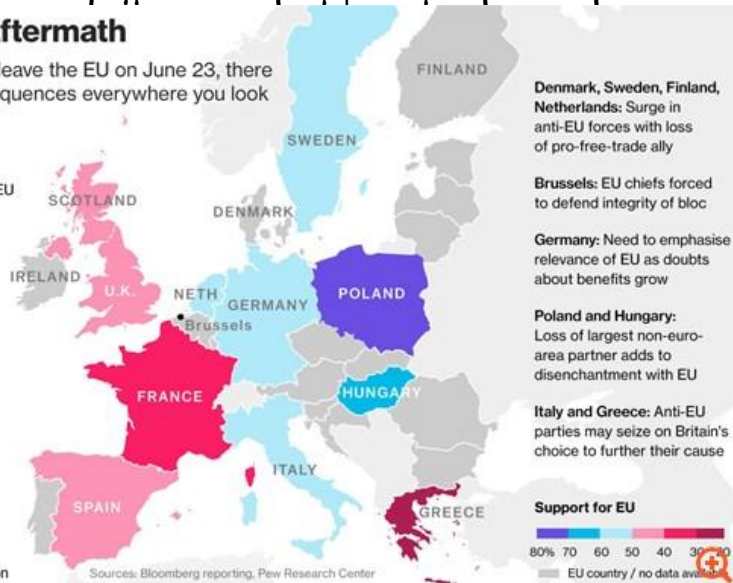 ftermath
leave the EU on June 23, there
quences everywhere you look
EU
FINLAND
SWEDEN
SCOTLAND
DENMARK
IRELAND
U.K.
NETH
GERMANY
POLAND
Brussels
FRANCE
HUNGARY
ITALY
SPAIN
GREECE
Denmark, Sweden, Finland,
Netherlands: Surge in
anti-EU forces with loss
of pro-free-trade ally
Brussels: EU chiefs forced
to defend integrity of bloc
Germany: Need to emphasise
relevance of EU as doubts
about benefits grow
Poland and Hungary:
Loss of largest non-euro-
area partner adds to
disenchantment with EU
Italy and Greece: Anti-EU
parties may seize on Britain's
choice to further their cause
Support for EU
80% 70 60 50 40 30 20
EU country / no data
on
Sources: Bloomberg reporting, Pew Research Center